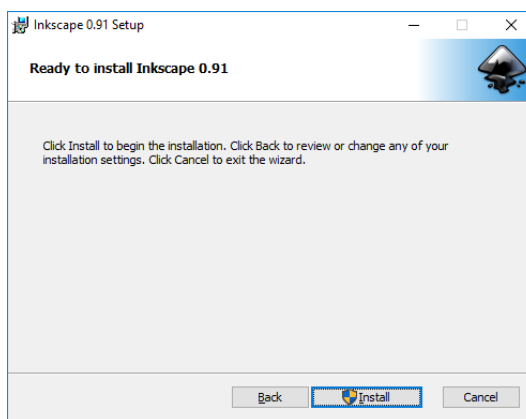 Inkscape 0.91 Setup
Ready to install Inkscape 0.91
Click Install to begin the installation. Click Back to review or change any of your
installation settings. Click Cancel to exit the wizard.
Back Install Cancel